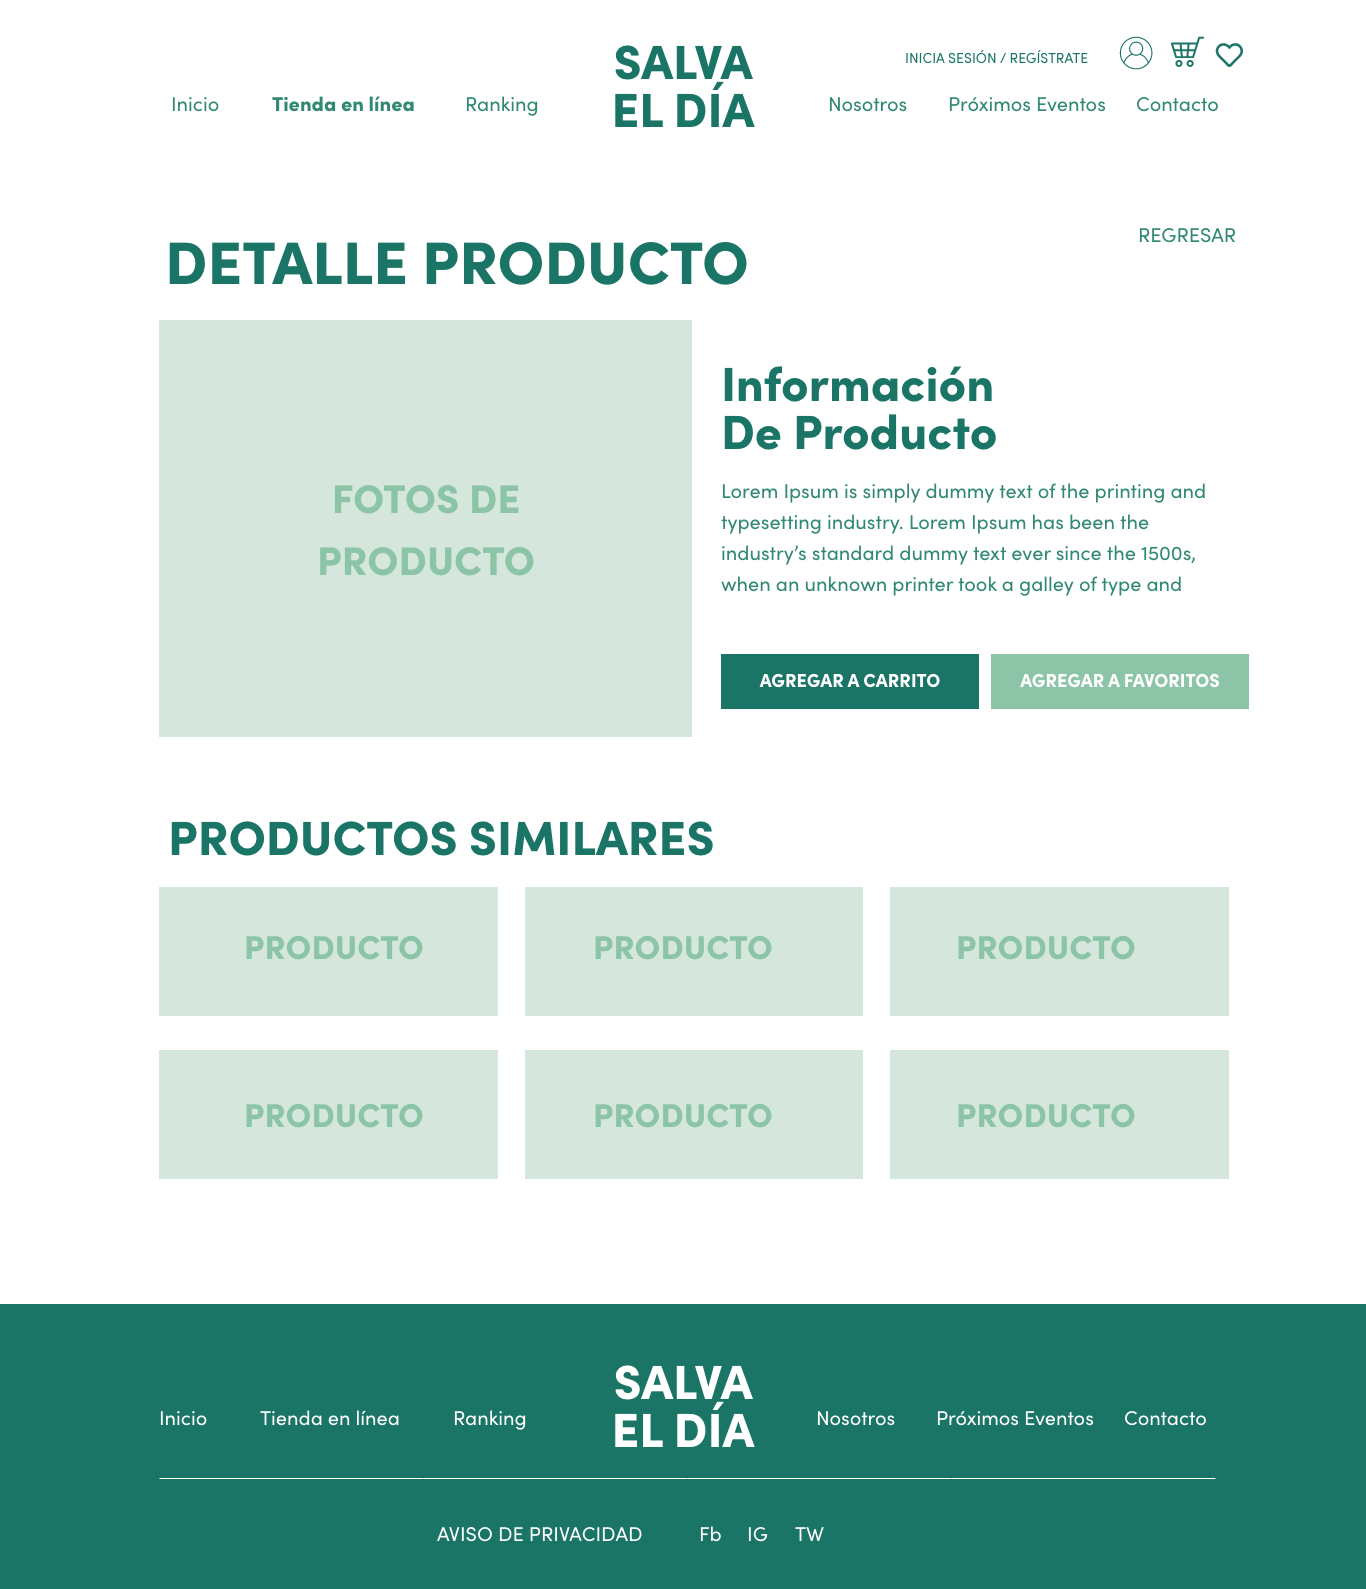 SALVA
EL DÍA
INICIA SESIÓN / REGÍSTRATE
Inicio
Tienda en línea
Ranking
Nosotros
Próximos Eventos
Contacto
REGRESAR
DETALLE PRODUCTO
FOTOS DE
PRODUCTO
Información
De Producto
Lorem Ipsum is simply dummy text of the printing and
typesetting industry. Lorem Ipsum has been the
industry’s standard dummy text ever since the 1500s,
when an unknown printer took a galley of type and
AGREGAR A CARRITO
AGREGAR A FAVORITOS
PRODUCTOS SIMILARES
PRODUCTO
PRODUCTO
PRODUCTO
PRODUCTO
PRODUCTO
PRODUCTO
SALVA
EL DÍA
Inicio
Tienda en línea
Ranking
Nosotros
Próximos Eventos
Contacto
AVISO DE PRIVACIDAD
Fb
IG
TW